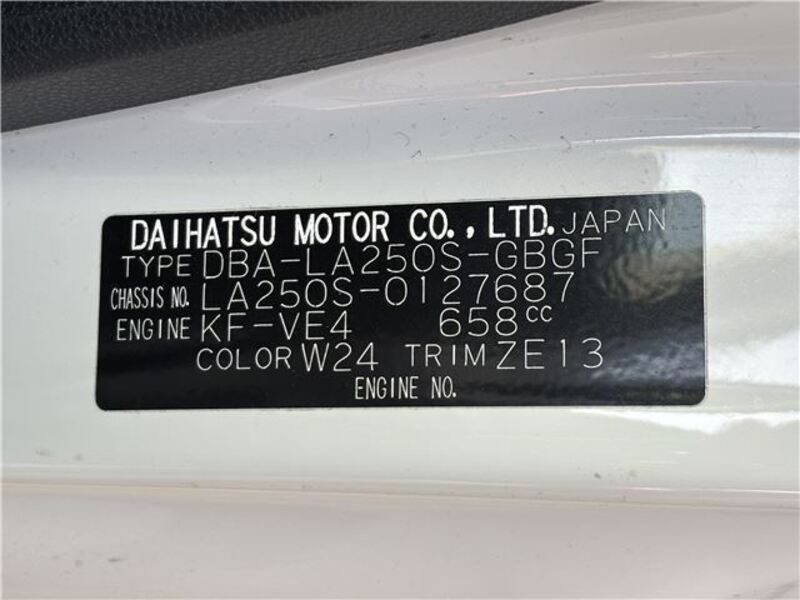 DAIHATSU MOTOR CO., LTD. JAPAN
TYPE DBA-LA250S-GBGF
CHASSIS NO. LA250S-0127687
ENGINE KF-VE4 658cc
COLOR W24 TRIM ZE13
ENGINE NO.